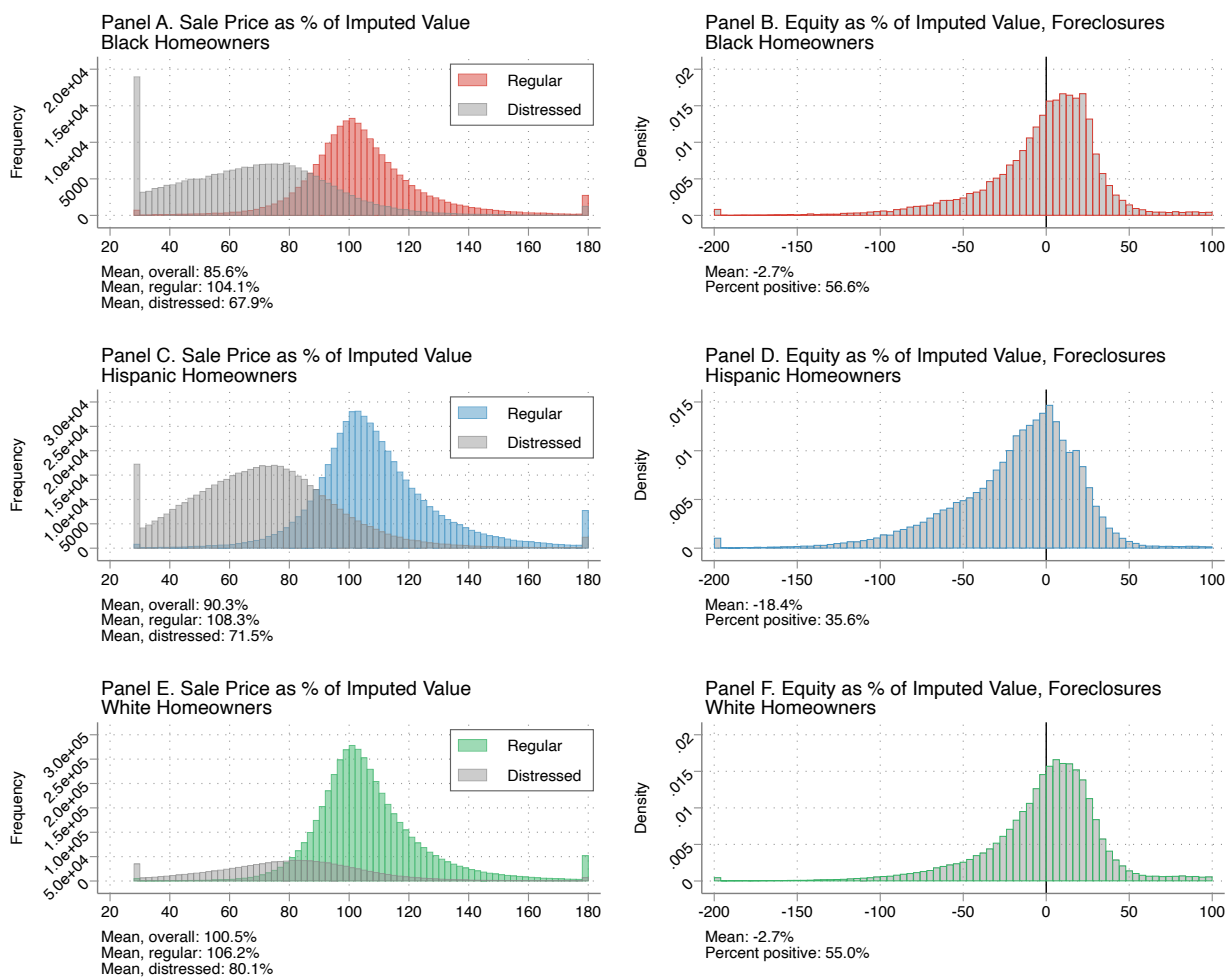 Panel A. Sale Price as % of Imputed Value
Black Homeowners
Frequency
2.0e+04
1.5e+04
1.0e+04
5000
0
Regular
Distressed
20 40 60 80 100 120 140 160 180
Mean, overall: 85.6%
Mean, regular: 104.1%
Mean, distressed: 67.9%
Panel B. Equity as % of Imputed Value, Foreclosures
Black Homeowners
Density
.02
.015
.01
.005
0
-200 -150 -100 -50 0 50 100
Mean: -2.7%
Percent positive: 56.6%
Panel C. Sale Price as % of Imputed Value
Hispanic Homeowners
Frequency
3.0e+04
2.5e+04
2.0e+04
1.5e+04
1.0e+04
5000
0
Regular
Distressed
20 40 60 80 100 120 140 160 180
Mean, overall: 90.3%
Mean, regular: 108.3%
Mean, distressed: 71.5%
Panel D. Equity as % of Imputed Value, Foreclosures
Hispanic Homeowners
Density
.015
.01
.005
0
-200 -150 -100 -50 0 50 100
Mean: -18.4%
Percent positive: 35.6%
Panel E. Sale Price as % of Imputed Value
White Homeowners
Frequency
3.0e+05
2.5e+05
2.0e+05
1.5e+05
1.0e+05
5.0e+04
0
Regular
Distressed
20 40 60 80 100 120 140 160 180
Mean, overall: 100.5%
Mean, regular: 106.2%
Mean, distressed: 80.1%
Panel F. Equity as % of Imputed Value, Foreclosures
White Homeowners
Density
.02
.015
.01
.005
0
-200 -150 -100 -50 0 50 100
Mean: -2.7%
Percent positive: 55.0%